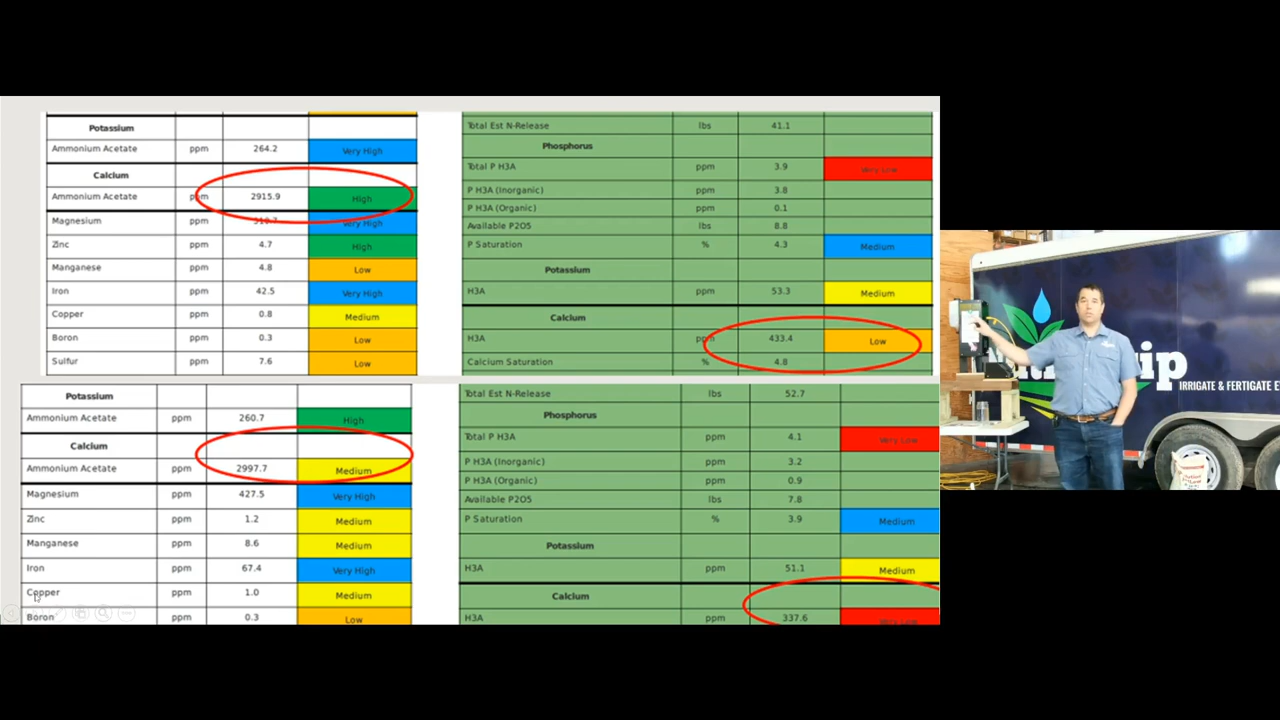 Potassium
Ammonium Acetate ppm 264.2 Very High
Calcium
Ammonium Acetate ppm 2915.9 High
Magnesium ppm Very High
Zinc ppm 4.7 High
Manganese ppm 4.8 Low
Iron ppm 42.5 Very High
Copper ppm 0.8 Medium
Boron ppm 0.3 Low
Sulfur ppm 7.6 Low
Total Est N-Release lbs 41.1
Phosphorus
Total P H3A ppm 3.9 Very Low
P H3A (Inorganic) ppm 3.8
P H3A (Organic) ppm 0.1
Available P2O5 lbs 8.8
P Saturation % 4.3 Medium
Potassium
H3A ppm 53.3 Medium
Calcium
H3A ppm 433.4 Low
Calcium Saturation % 4.8
Potassium
Ammonium Acetate ppm 260.7 High
Calcium
Ammonium Acetate ppm 2997.7 Medium
Magnesium ppm 427.5 Very High
Zinc ppm 1.2 Medium
Manganese ppm 8.6 Medium
Iron ppm 67.4 Very High
Copper ppm 1.0 Medium
Boron ppm 0.3 Low
Total Est N-Release lbs 52.7
Phosphorus
Total P H3A ppm 4.1 Very Low
P H3A (Inorganic) ppm 3.2
P H3A (Organic) ppm 0.9
Available P2O5 lbs 7.8
P Saturation % 3.9 Medium
Potassium
H3A ppm 51.1 Medium
Calcium
H3A ppm 337.6 Very Low
IRRIGATE & FERTIGATE E